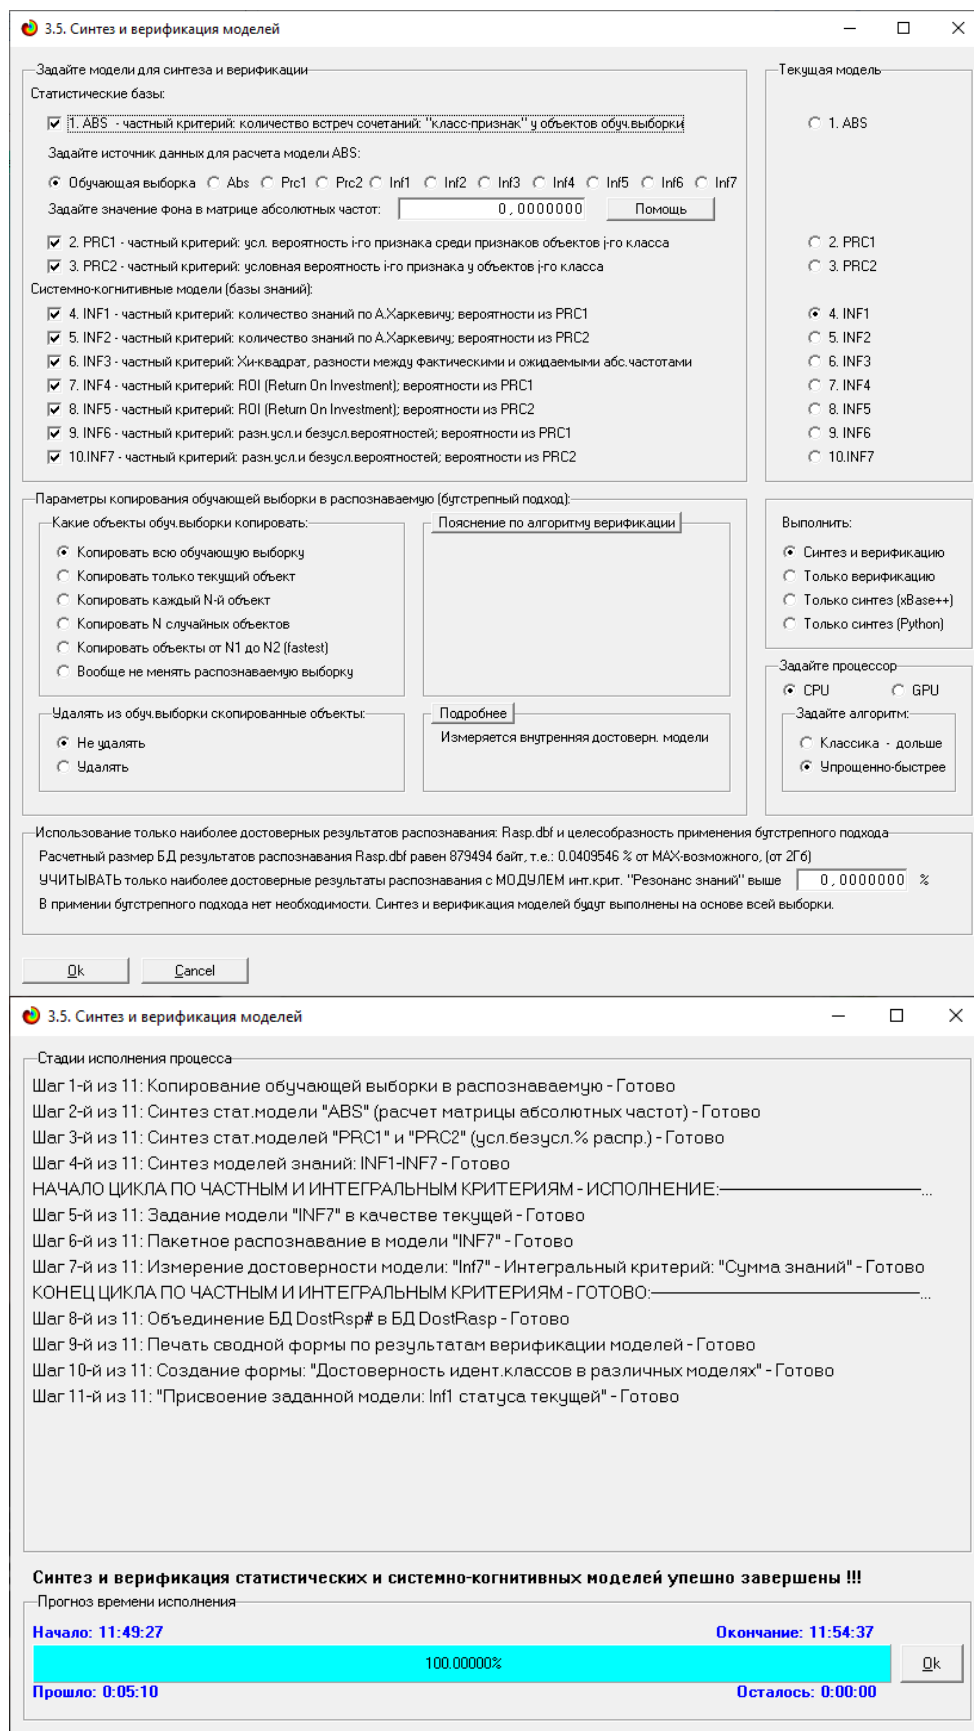 3.5. Синтез и верификация моделей
Задайте модели для синтеза и верификации
Статистические базы:
1. ABS - частный критерий: количество встреч сочетаний: "класс-признак" у объектов обуч.выборки
Задайте источник данных для расчета модели ABS:
Обучающая выборка Abs Prc1 Prc2 Inf1 Inf2 Inf3 Inf4 Inf5 Inf6 Inf7
Задайте значение фона в матрице абсолютных частот: 0,0000000 Помощь
2. PRC1 - частный критерий: усл. вероятность i-го признака среди признаков объектов j-го класса
3. PRC2 - частный критерий: условная вероятность i-го признака у объектов j-го класса
Системно-когнитивные модели (базы знаний):
4. INF1 - частный критерий: количество знаний по А.Харкевичу; вероятности из PRC1
5. INF2 - частный критерий: количество знаний по А.Харкевичу; вероятности из PRC2
6. INF3 - частный критерий: Хи-квадрат, разности между фактическими и ожидаемыми абс.частотами
7. INF4 - частный критерий: ROI (Return On Investment); вероятности из PRC1
8. INF5 - частный критерий: ROI (Return On Investment); вероятности из PRC2
9. INF6 - частный критерий: разн.усл.и безусл.вероятностей; вероятности из PRC1
10.INF7 - частный критерий: разн.усл.и безусл.вероятностей; вероятности из PRC2
Текущая модель
1. ABS
2. PRC1
3. PRC2
4. INF1
5. INF2
6. INF3
7. INF4
8. INF5
9. INF6
10.INF7
Параметры копирования обучающей выборки в распознаваемую (бутстрепный подход):
Какие объекты обуч.выборки копировать:
Копировать всю обучающую выборку
Копировать только текущий объект
Копировать каждый N-й объект
Копировать N случайных объектов
Копировать объекты от N1 до N2 (fastest)
Вообще не менять распознаваемую выборку
Пояснение по алгоритму верификации
Удалять из обуч.выборки скопированные объекты:
Не удалять
Удалять
Подробнее
Измеряется внутренняя достоверн. модели
Выполнить:
Синтез и верификацию
Только верификацию
Только синтез (xBase++)
Только синтез (Python)
Задайте процессор
CPU GPU
Задайте алгоритм:
Классика - дольше
Упрощенно-быстрее
Использование только наиболее достоверных результатов распознавания: Rasp.dbf и целесобразность применения бутстрепного подхода
Расчетный размер БД результатов распознавания Rasp.dbf равен 879494 байт, т.е.: 0.0409546 % от MAX-возможного, (от 2Гб)
УЧИТЫВАТЬ только наиболее достоверные результаты распознавания с МОДУЛЕМ инт.крит. "Резонанс знаний" выше 0,0000000 %
В примении бутстрепного подхода нет необходимости. Синтез и верификация моделей будут выполнены на основе всей выборки.
Ok Cancel
3.5. Синтез и верификация моделей
Стадии исполнения процесса
Шаг 1-й из 11: Копирование обучающей выборки в распознаваемую - Готово
Шаг 2-й из 11: Синтез стат.модели "ABS" (расчет матрицы абсолютных частот) - Готово
Шаг 3-й из 11: Синтез стат.моделей "PRC1" и "PRC2" (усл.безусл.% распр.) - Готово
Шаг 4-й из 11: Синтез моделей знаний: INF1-INF7 - Готово
НАЧАЛО ЦИКЛА ПО ЧАСТНЫМ И ИНТЕГРАЛЬНЫМ КРИТЕРИЯМ - ИСПОЛНЕНИЕ:——————————...
Шаг 5-й из 11: Задание модели "INF7" в качестве текущей - Готово
Шаг 6-й из 11: Пакетное распознавание в модели "INF7" - Готово
Шаг 7-й из 11: Измерение достоверности модели: "Inf7" - Интегральный критерий: "Сумма знаний" - Готово
КОНЕЦ ЦИКЛА ПО ЧАСТНЫМ И ИНТЕГРАЛЬНЫМ КРИТЕРИЯМ - ГОТОВО:——————————...
Шаг 8-й из 11: Объединение БД DostRsp# в БД DostRasp - Готово
Шаг 9-й из 11: Печать сводной формы по результатам верификации моделей - Готово
Шаг 10-й из 11: Создание формы: "Достоверность идент.классов в различных моделях" - Готово
Шаг 11-й из 11: "Присвоение заданной модели: Inf1 статуса текущей" - Готово
Синтез и верификация статистических и системно-когнитивных моделей упешно завершены !!!
Прогноз времени исполнения
Начало: 11:49:27 Окончание: 11:54:37
100.00000% Ok
Прошло: 0:05:10 Осталось: 0:00:00